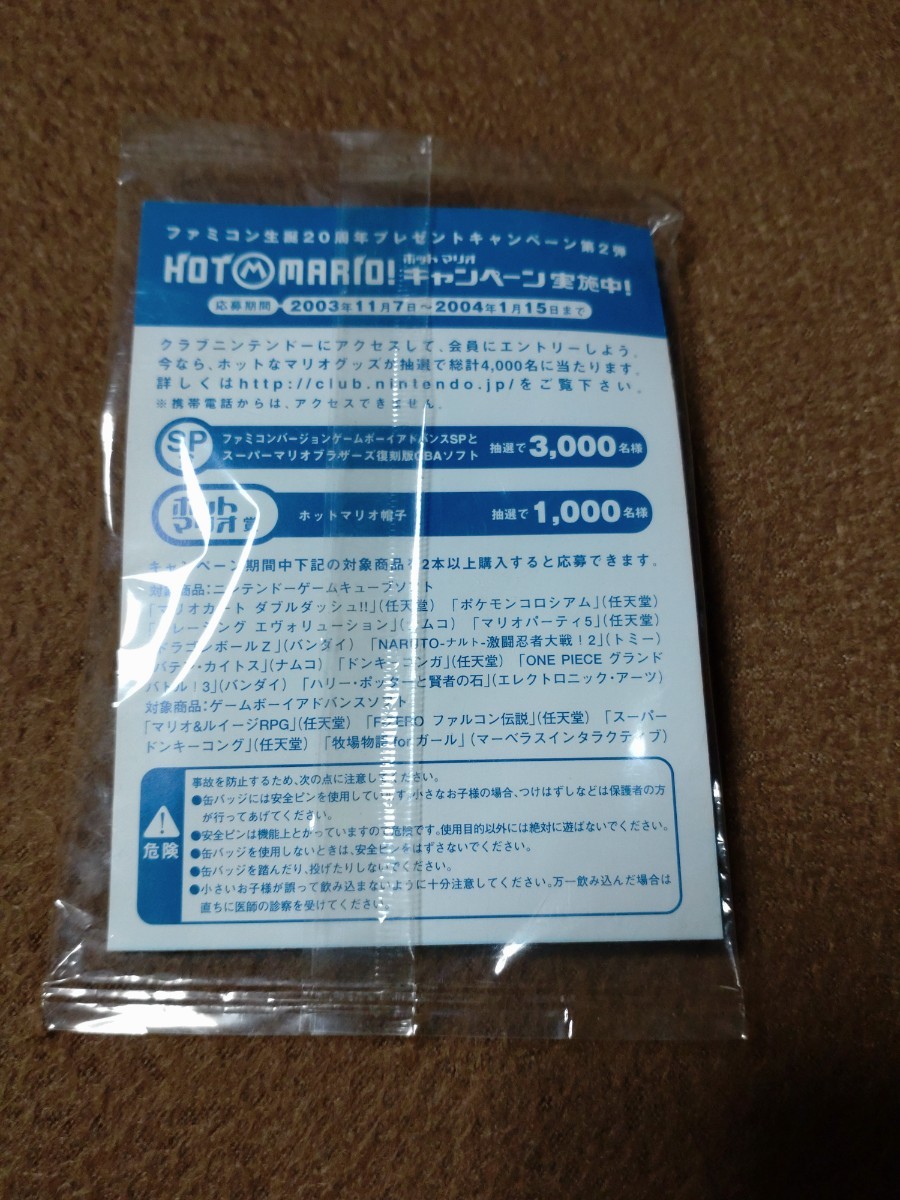 ファミコン生誕20周年プレゼントキャンペーン第2弾
HOT MARIO! ホットマリオ キャンペーン実施中!
応募期間 2003年11月7日~2004年1月15日まで
クラブニンテンドーにアクセスして、会員にエントリーしよう。
今なら、ホットなマリオグッズが抽選で総計4,000名に当たります。
詳しくはhttp://club.nintendo.jp/をご覧下さい。
※携帯電話からは、アクセスできません。
SP ファミコンバージョンゲームボーイアドバンスSPと
スーパーマリオブラザーズ復刻版GBAソフト 抽選で3,000名様
ホットマリオ賞 ホットマリオ帽子 抽選で1,000名様
キャンペーン期間中下記の対象商品を2本以上購入すると応募できます。
対象商品:ニンテンドーゲームキューブソフト
「マリオカート ダブルダッシュ!!」(任天堂) 「ポケモンコロシアム」(任天堂)
レーシング エヴォリューション」(ナムコ) 「マリオパーティ5」(任天堂)
「ドラゴンボールZ」(バンダイ) 「NARUTO-ナルト-激闘忍者大戦!2」(トミー)
「バテン・カイトス」(ナムコ) 「ドンキーコンガ」(任天堂) 「ONE PIECE グランド
バトル!3」(バンダイ) 「ハリー・ポッターと賢者の石」(エレクトロニック・アーツ)
対象商品:ゲームボーイアドバンスソフト
「マリオ&ルイージRPG」(任天堂) 「F-ZERO ファルコン伝説」(任天堂) 「スーパー
ドンキーコング」(任天堂) 「牧場物語 for ガール」(マーベラスインタラクティブ)
危険
事故を防止するため、次の点に注意してください。
●缶バッジには安全ピンを使用しています。小さなお子様の場合、つけはずしなどは保護者の方
が行ってあげてください。
●安全ピンは機能上とがっていますので危険です。使用目的以外には絶対に遊ばないでください。
●缶バッジを使用しないときは、安全ピンをはずさないでください。
●缶バッジを踏んだり、投げたりしないでください。
●小さいお子様が誤って飲み込まないように十分注意してください。万一飲み込んだ場合は
直ちに医師の診察を受けてください。